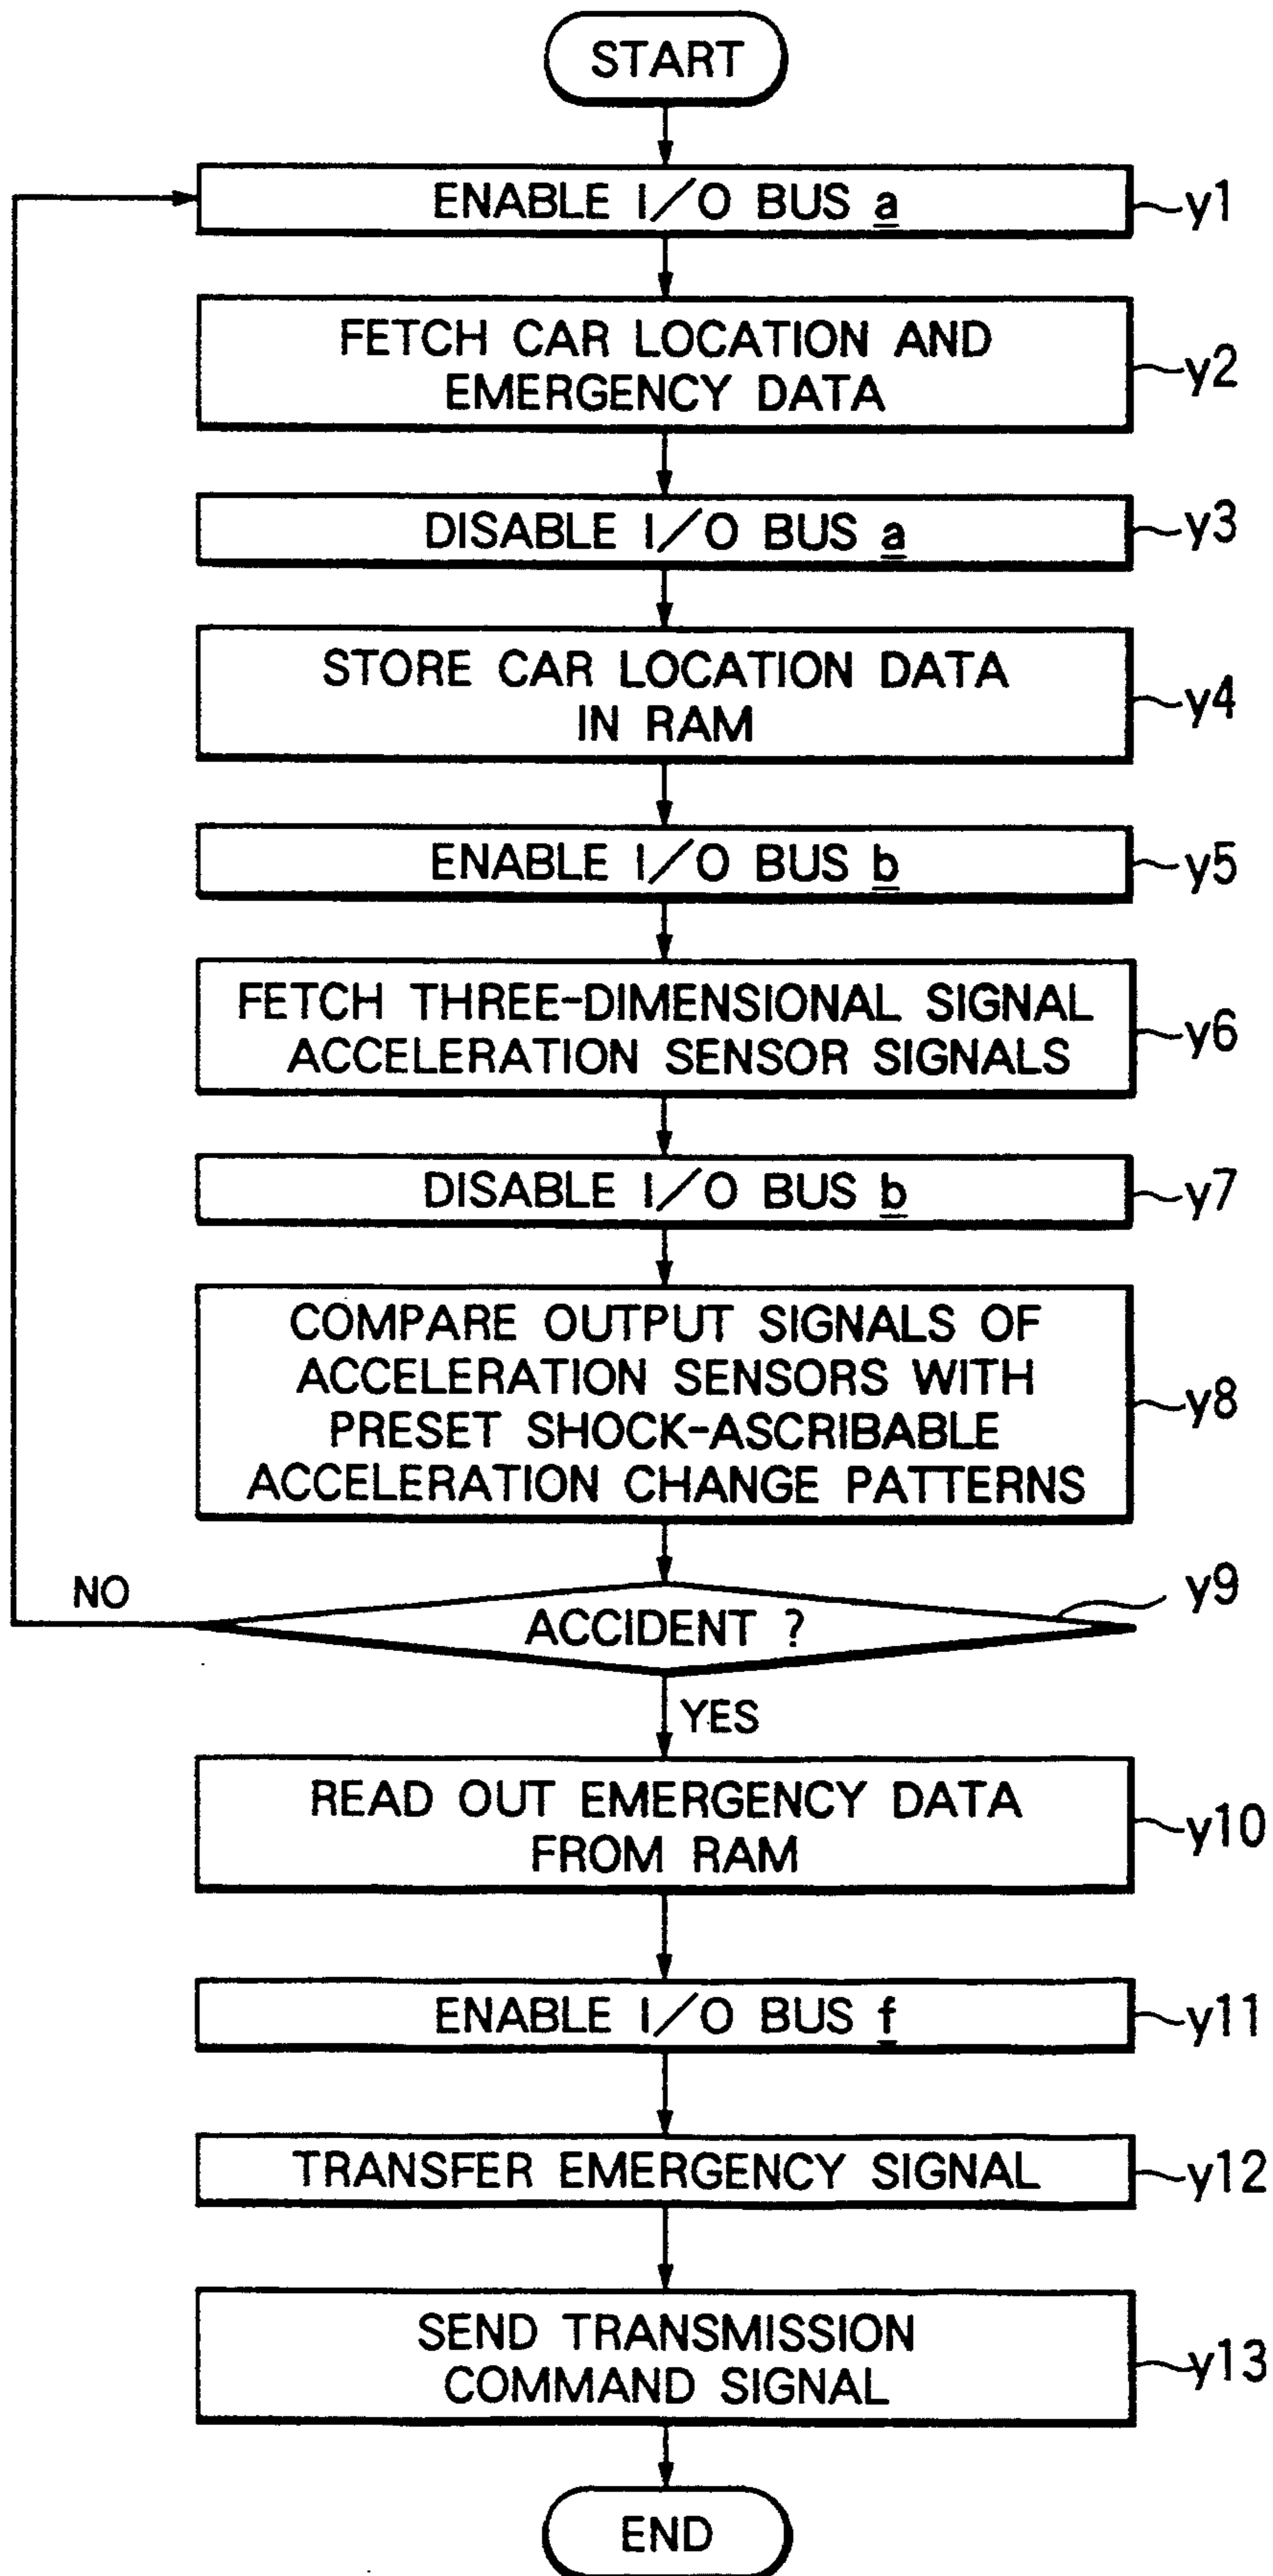 START
ENABLE I/O BUS a
y1
FETCH CAR LOCATION AND
EMERGENCY DATA
y2
DISABLE I/O BUS a
y3
STORE CAR LOCATION DATA
IN RAM
y4
ENABLE I/O BUS b
y5
FETCH THREE-DIMENSIONAL SIGNAL
ACCELERATION SENSOR SIGNALS
y6
DISABLE I/O BUS b
y7
COMPARE OUTPUT SIGNALS OF
ACCELERATION SENSORS WITH
PRESET SHOCK-ASCRIBABLE
ACCELERATION CHANGE PATTERNS
y8
NO
ACCIDENT ?
y9
YES
READ OUT EMERGENCY DATA
FROM RAM
y10
ENABLE I/O BUS f
y11
TRANSFER EMERGENCY SIGNAL
y12
SEND TRANSMISSION
COMMAND SIGNAL
y13
END